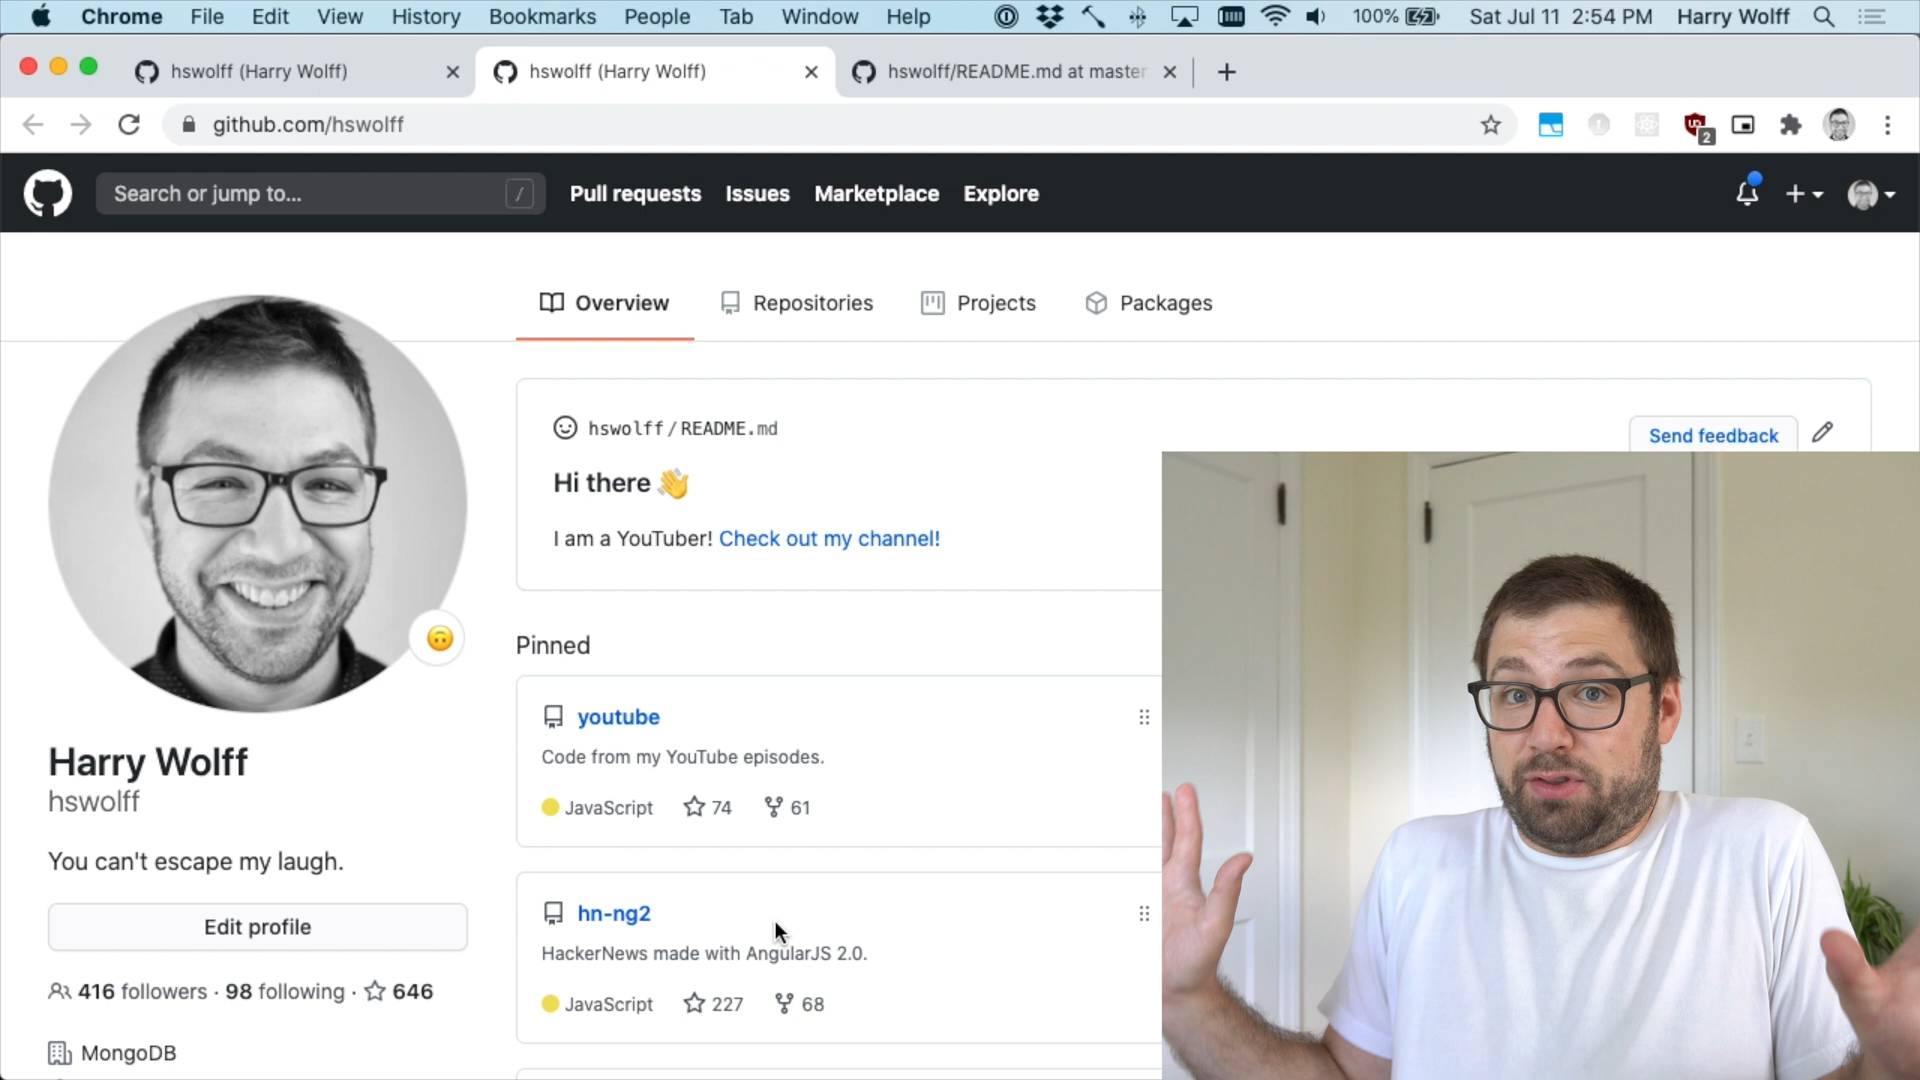 Chrome File Edit View History Bookmarks People Tab Window Help 100% Sat Jul 11 2:54 PM Harry Wolff
hswolff (Harry Wolff) hswolff (Harry Wolff) hswolff/README.md at master
github.com/hswolff
2
Search or jump to... / Pull requests Issues Marketplace Explore
Overview Repositories Projects Packages
hswolff / README.md
Send feedback
Hi there 👋
I am a YouTuber! Check out my channel!
Pinned
youtube
Code from my YouTube episodes.
JavaScript 74 61
hn-ng2
HackerNews made with AngularJS 2.0.
JavaScript 227 68
Harry Wolff
hswolff
You can't escape my laugh.
Edit profile
416 followers · 98 following · 646
MongoDB